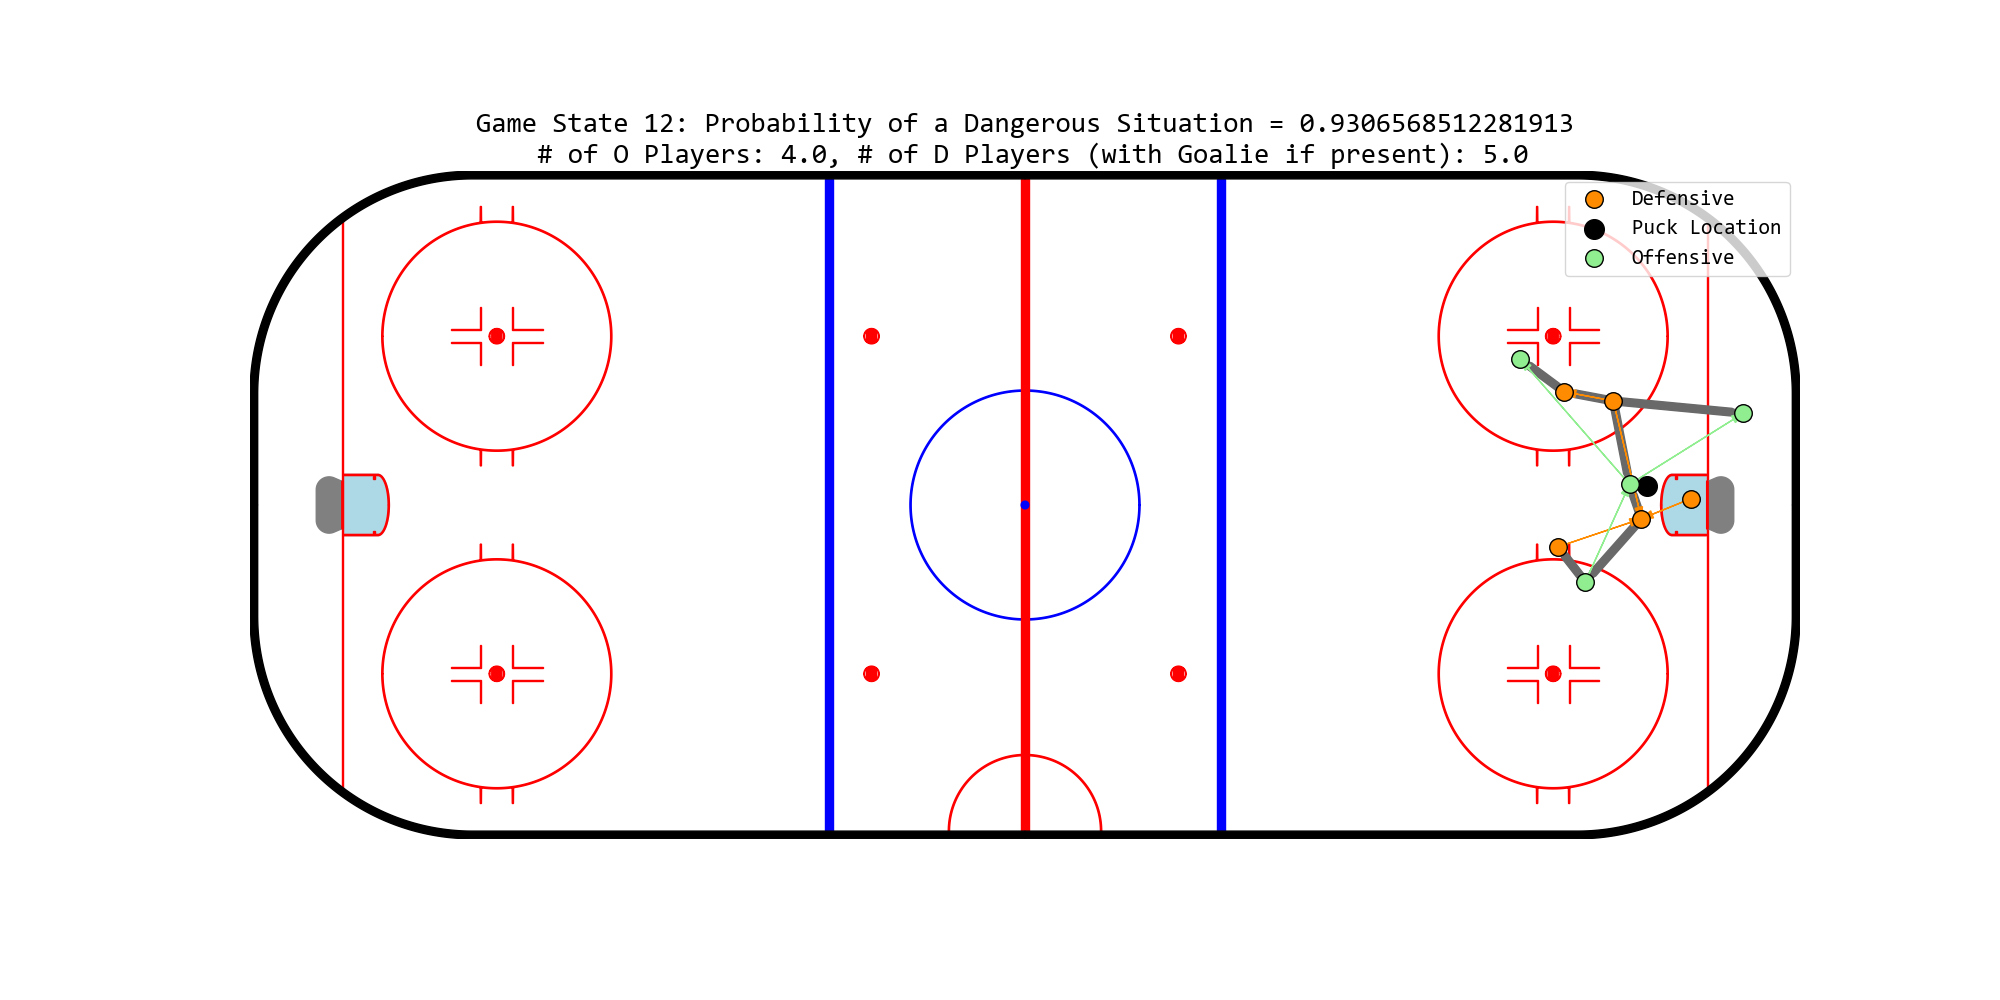 Game State 12: Probability of a Dangerous Situation = 0.9306568512281913
# of O Players: 4.0, # of D Players (with Goalie if present): 5.0
Defensive
Puck Location
Offensive